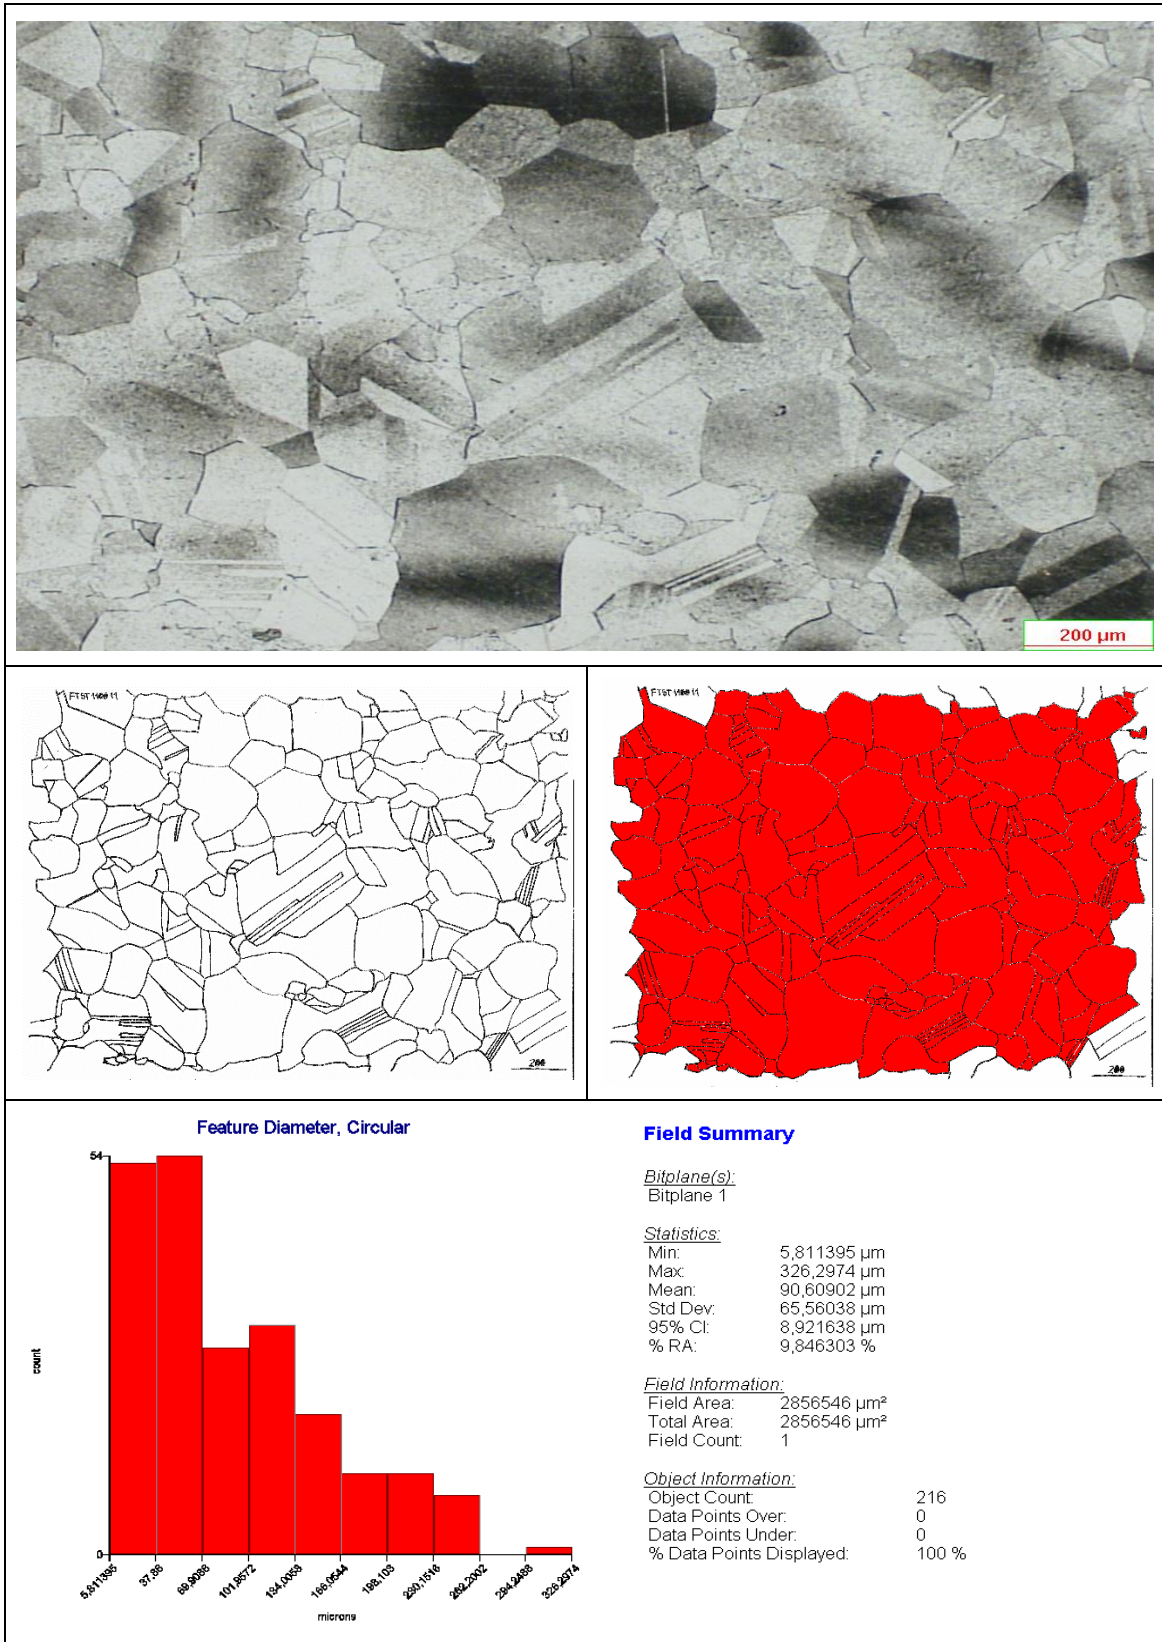 200 µm
200
200
Feature Diameter, Circular
54
count
0
5,811395
37,86
69,9086
101,9572
134,0058
166,0544
198,103
230,1516
262,2002
294,2488
326,2974
microns
Field Summary
Bitplane(s):
Bitplane 1
Statistics:
Min: 5,811395 µm
Max: 326,2974 µm
Mean: 90,60902 µm
Std Dev: 65,56038 µm
95% CI: 8,921638 µm
% RA: 9,846303 %
Field Information:
Field Area: 2856546 µm²
Total Area: 2856546 µm²
Field Count: 1
Object Information:
Object Count: 216
Data Points Over: 0
Data Points Under: 0
% Data Points Displayed: 100 %